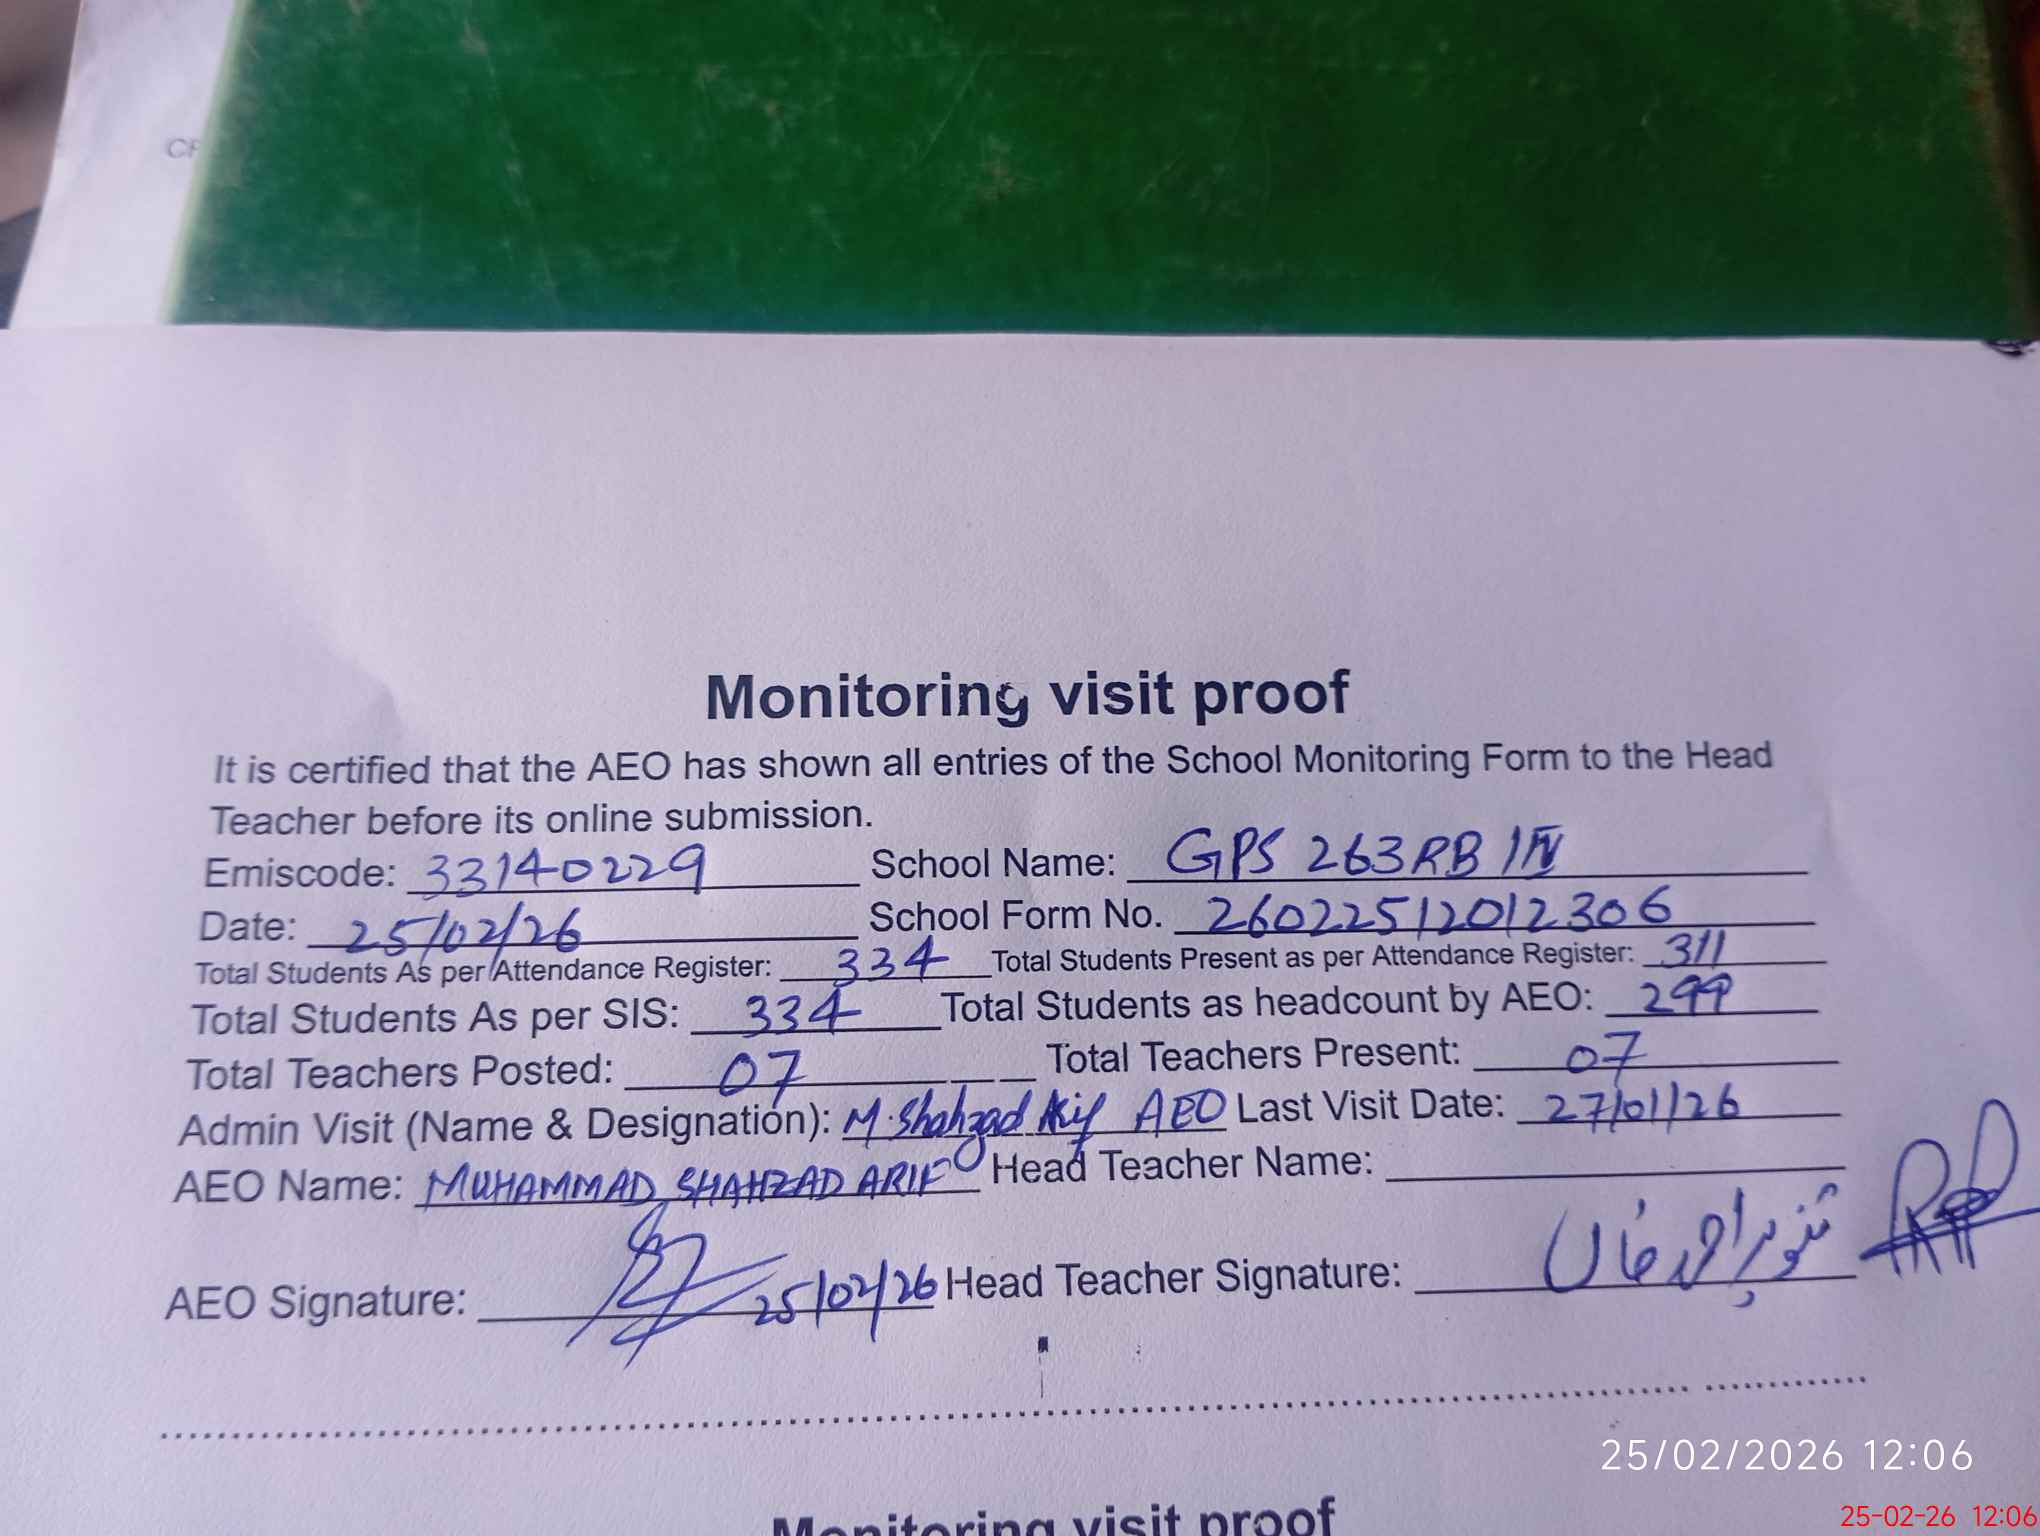 CP
Monitoring visit proof
It is certified that the AEO has shown all entries of the School Monitoring Form to the Head
Teacher before its online submission.
Emiscode: 33140229 School Name: GPS 263RB
Date: 25/02/26 School Form No. 26022512012306
Total Students As per Attendance Register: 334 Total Students Present as per Attendance Register: 311
Total Students As per SIS: 334 Total Students as headcount by AEO: 299
Total Teachers Posted: 07 Total Teachers Present: 07
Admin Visit (Name & Designation): M. Shahzad AEO Last Visit Date: 27/01/26
AEO Name: MUHAMMAD SHAHZAD ARIF Head Teacher Name:
AEO Signature: 25/02/26 Head Teacher Signature: تنویر احمد خاں
25/02/2026 12:06
Monitoring visit proof
25-02-26 12:06